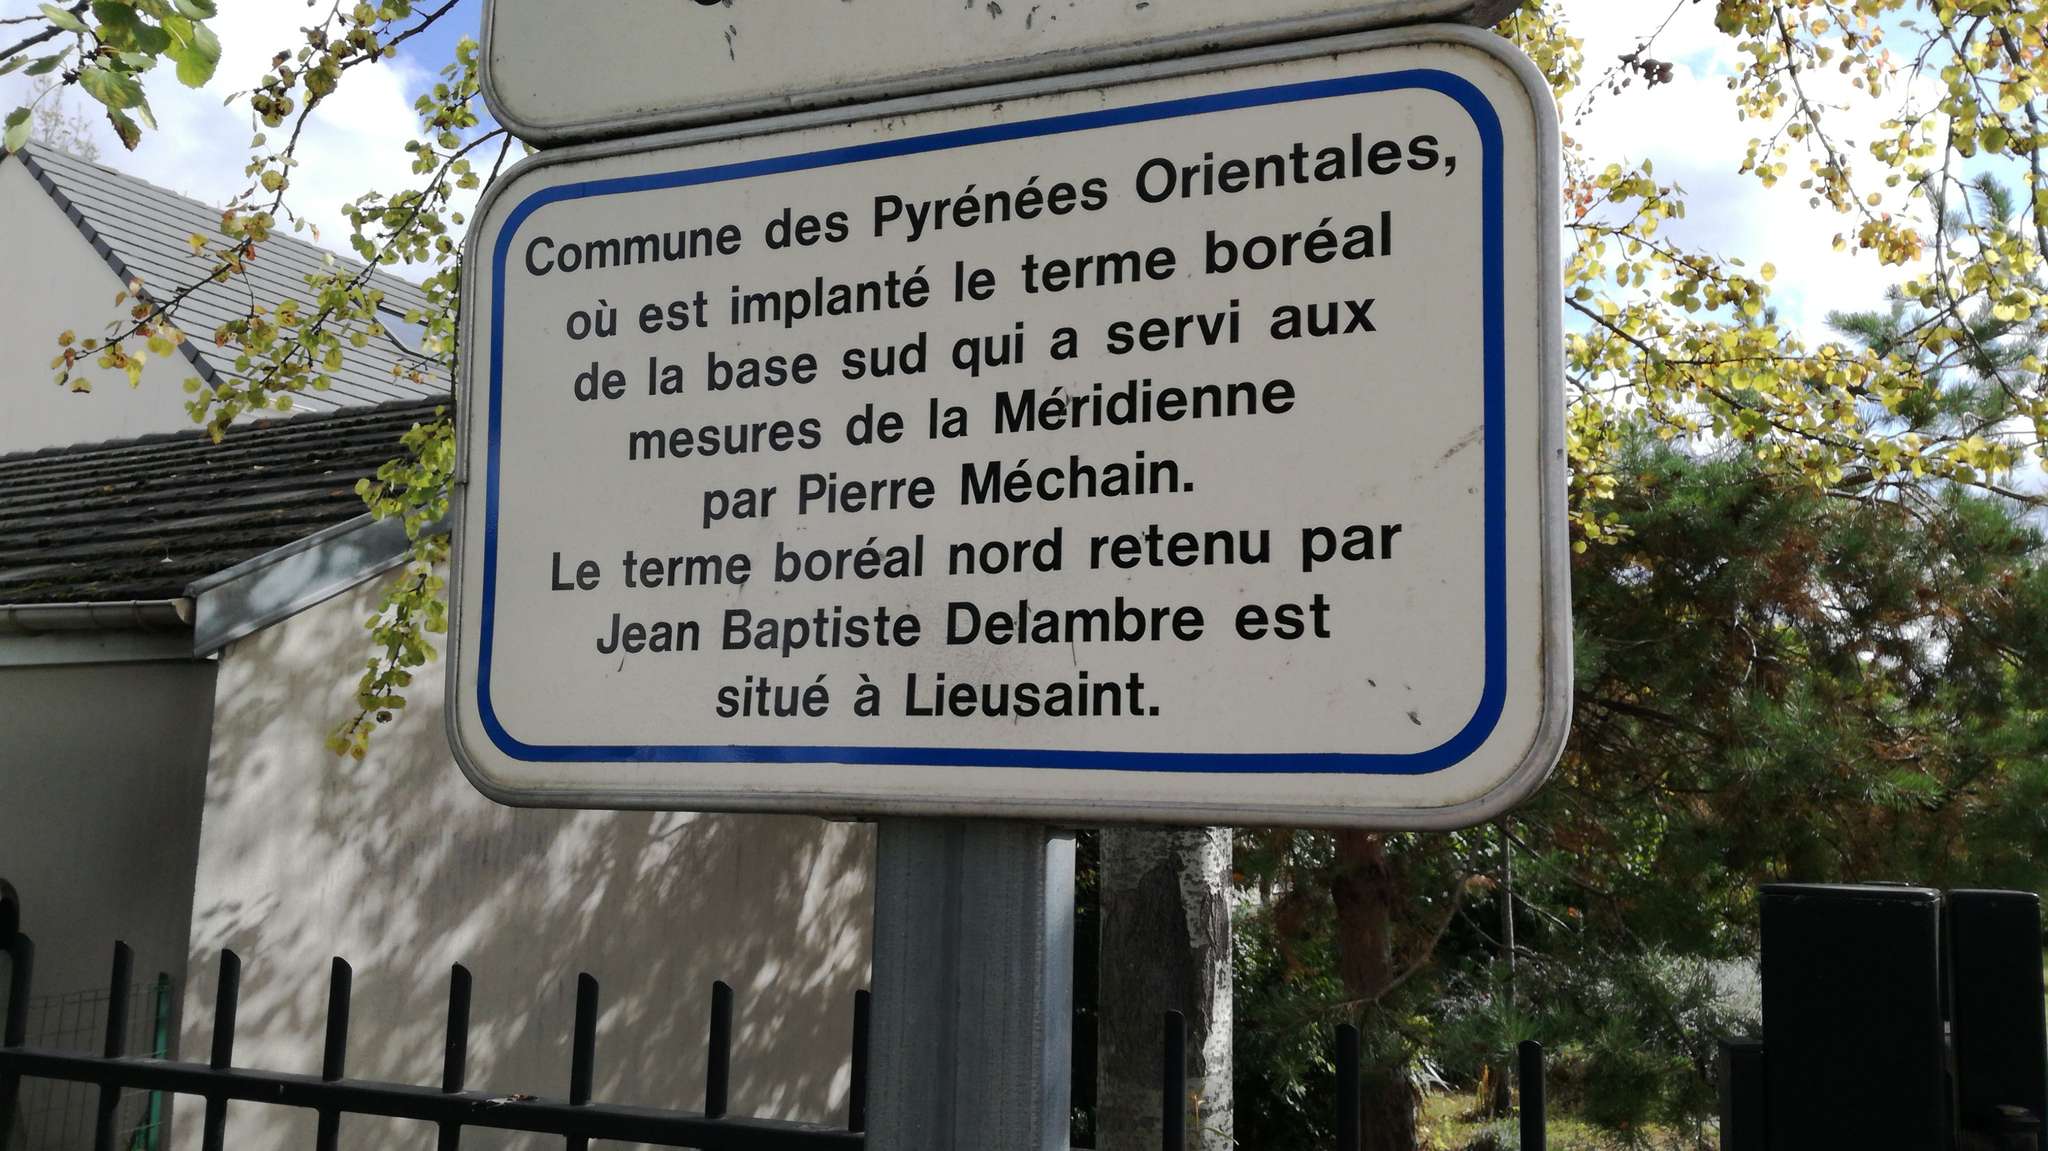 Commune des Pyrénées Orientales,
où est implanté le terme boréal
de la base sud qui a servi aux
mesures de la Méridienne
par Pierre Méchain.
Le terme boréal nord retenu par
Jean Baptiste Delambre est
situé à Lieusaint.